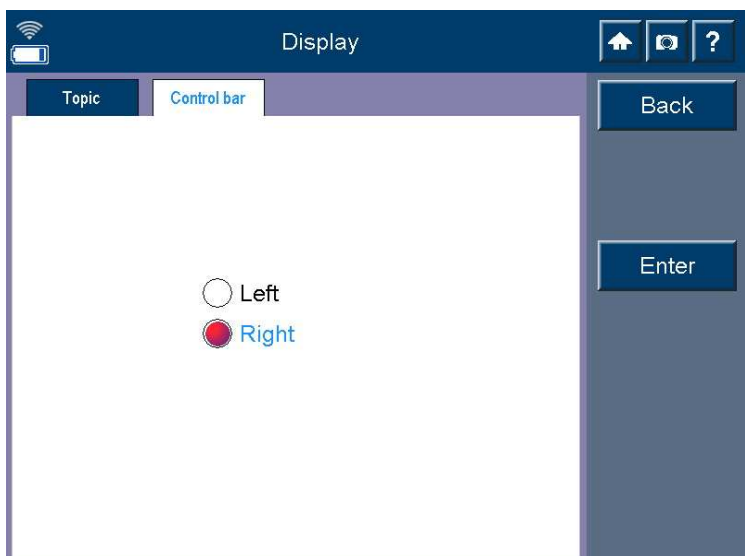 Display
?
Topic
Control bar
Back
Enter
Left
Right